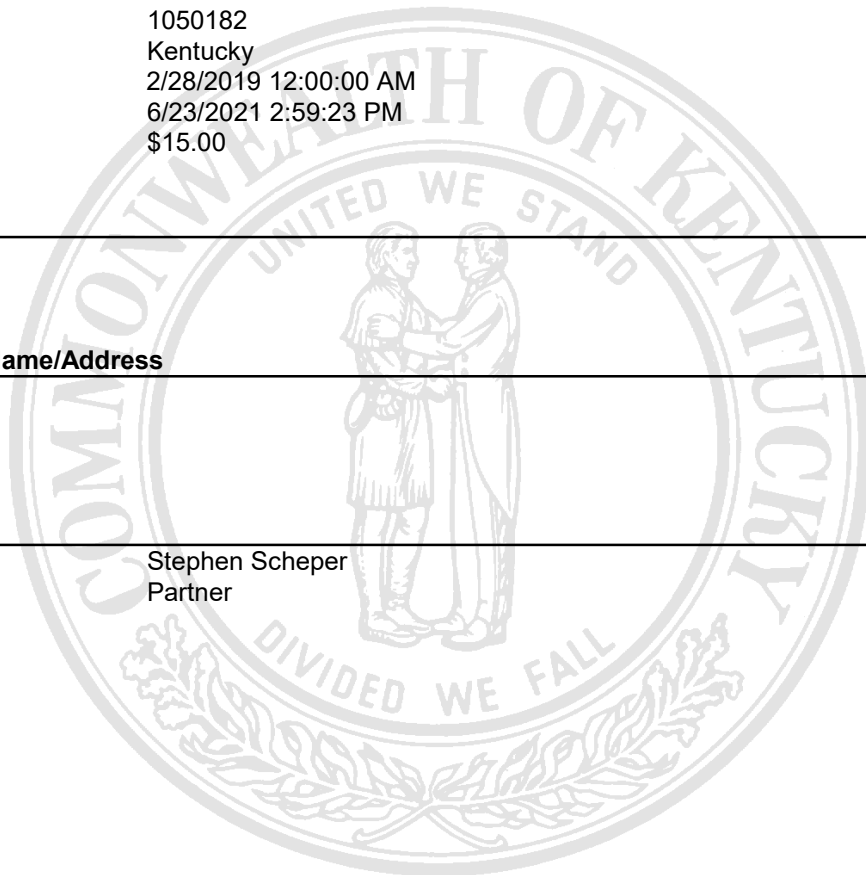 1050182
Kentucky
2/28/2019 12:00:00 AM
6/23/2021 2:59:23 PM
$15.00
COMMONWEALTH OF KENTUCKY
UNITED WE STAND
ame/Address
Stephen Scheper
Partner
DIVIDED WE FALL